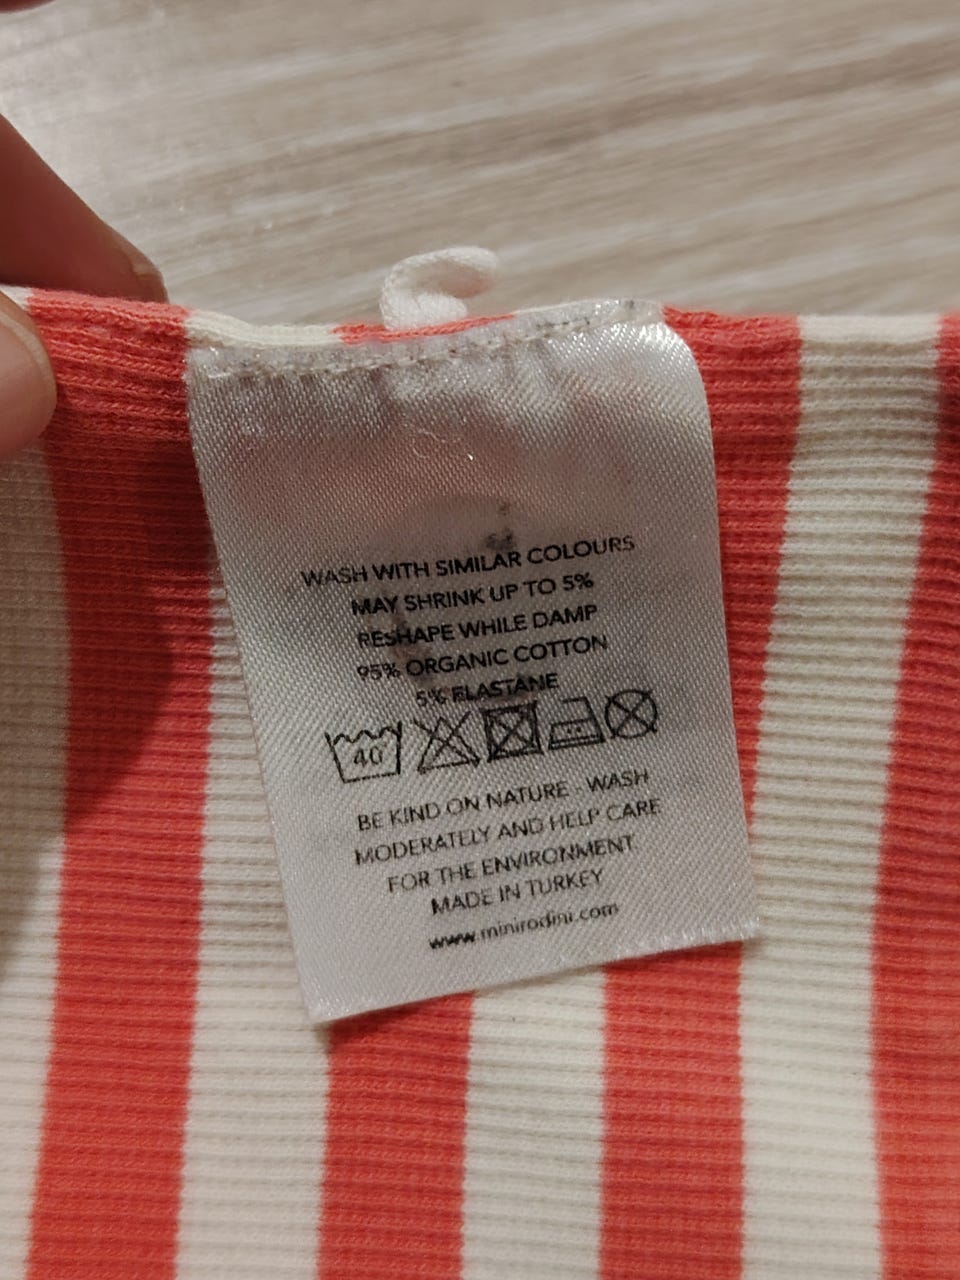 WASH WITH SIMILAR COLOURS
MAY SHRINK UP TO 5%
RESHAPE WHILE DAMP
95% ORGANIC COTTON
5% ELASTANE
40
BE KIND ON NATURE - WASH
MODERATELY AND HELP CARE
FOR THE ENVIRONMENT
MADE IN TURKEY
www.minirodini.com